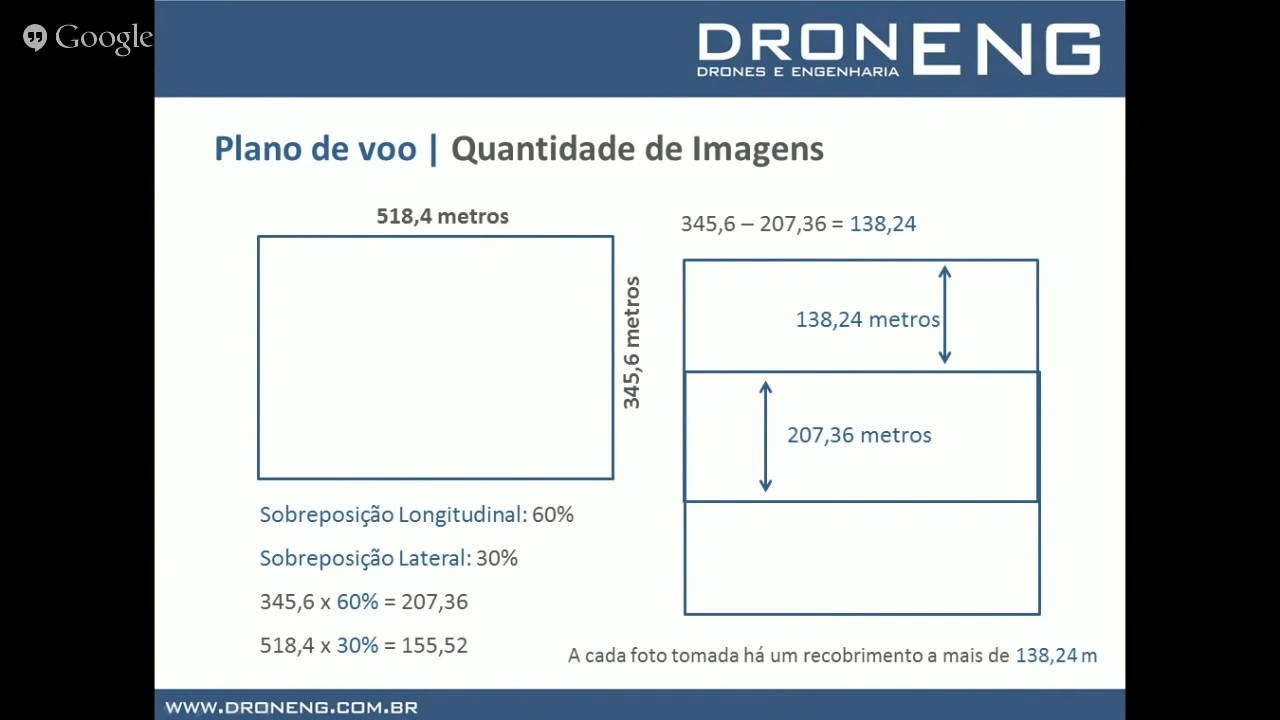 Google
DRONENG
DRONES E ENGENHARIA
Plano de voo | Quantidade de Imagens
518,4 metros
345,6 metros
Sobreposição Longitudinal: 60%
Sobreposição Lateral: 30%
345,6 x 60% = 207,36
518,4 x 30% = 155,52
345,6 – 207,36 = 138,24
138,24 metros
207,36 metros
A cada foto tomada há um recobrimento a mais de 138,24 m
WWW.DRONENG.COM.BR